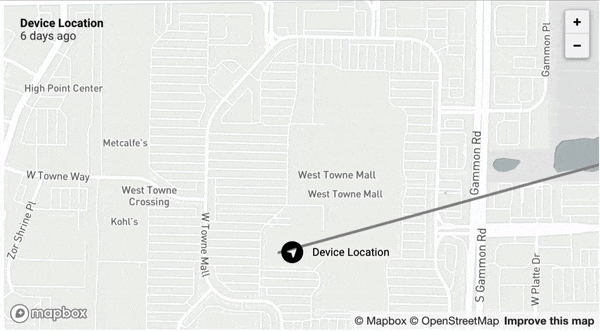 Device Location
6 days ago
+
−
Gammon Pl
High Point Center
Metcalfe's
Gammon Rd
W Towne Way
West Towne Mall
West Towne
Crossing
West Towne Mall
Kohl's
Zor Shrine Pl
W Towne Mall
S Gammon Rd
W Platte Dr
Device Location
mapbox
© Mapbox © OpenStreetMap Improve this map